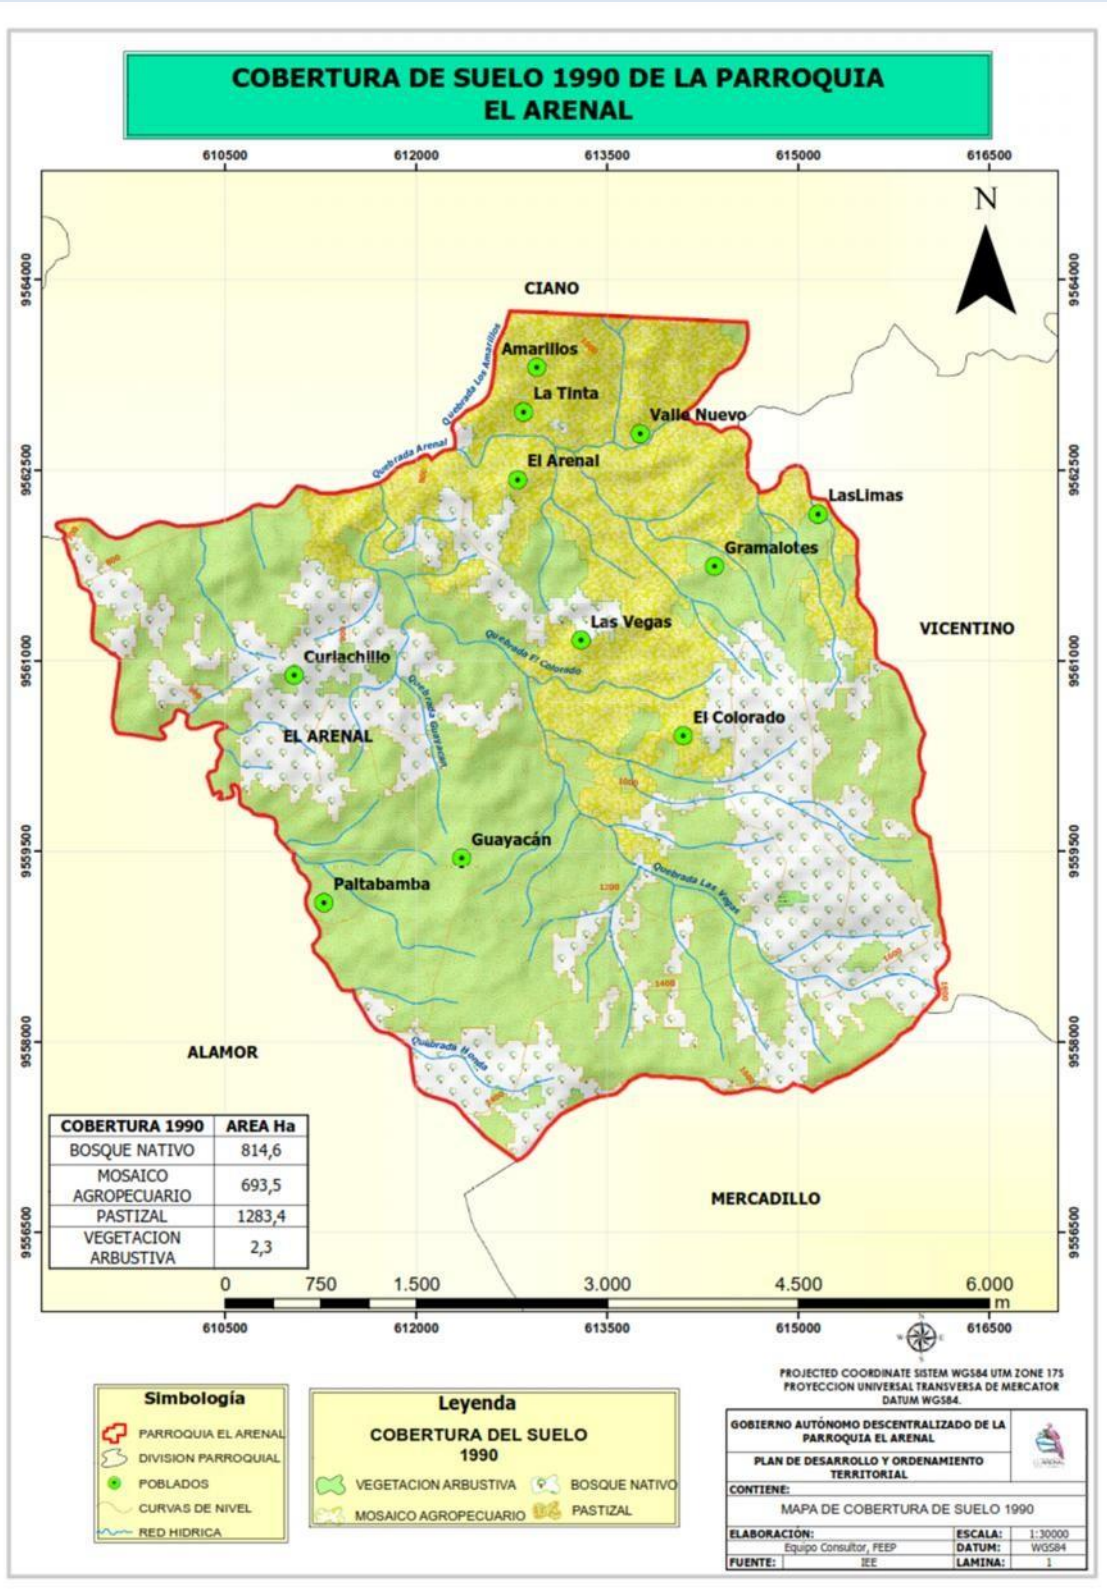 COBERTURA DE SUELO 1990 DE LA PARROQUIA
EL ARENAL
610500 612000 613500 615000 616500
N
9564000 9564000
CIANO
Quebrada Los Amarillos
Amarillos
La Tinta
Valle Nuevo
Quebrada Arenal
El Arenal
9562500 9562500
LasLimas
Gramalotes
Las Vegas
VICENTINO
Quebrada El Colorado
9561000 9561000
Curiachillo
Quebrada Guayacan
El Colorado
EL ARENAL
1000
Guayacán
9559500 9559500
Paltabamba
Quebrada Las Vegas
1200
1600
1400
9558000 9558000
ALAMOR
Quebrada Honda
1600
1400
MERCADILLO
COBERTURA 1990 AREA Ha
BOSQUE NATIVO 814,6
MOSAICO
AGROPECUARIO 693,5
PASTIZAL 1283,4
VEGETACION
ARBUSTIVA 2,3
9556500 9556500
0 750 1.500 3.000 4.500 6.000
m
610500 612000 613500 615000 616500
PROJECTED COORDINATE SISTEM WGS84 UTM ZONE 17S
PROYECCION UNIVERSAL TRANSVERSA DE MERCATOR
DATUM WGS84.
Simbología
PARROQUIA EL ARENAL
DIVISION PARROQUIAL
POBLADOS
CURVAS DE NIVEL
RED HIDRICA
Leyenda
COBERTURA DEL SUELO
1990
VEGETACION ARBUSTIVA BOSQUE NATIVO
MOSAICO AGROPECUARIO PASTIZAL
GOBIERNO AUTÓNOMO DESCENTRALIZADO DE LA
PARROQUIA EL ARENAL
PLAN DE DESARROLLO Y ORDENAMIENTO
TERRITORIAL
CONTIENE:
MAPA DE COBERTURA DE SUELO 1990
ELABORACIÓN: ESCALA: 1:30000
Equipo Consultor, FEEP DATUM: WGS84
FUENTE: IEE LAMINA: 1